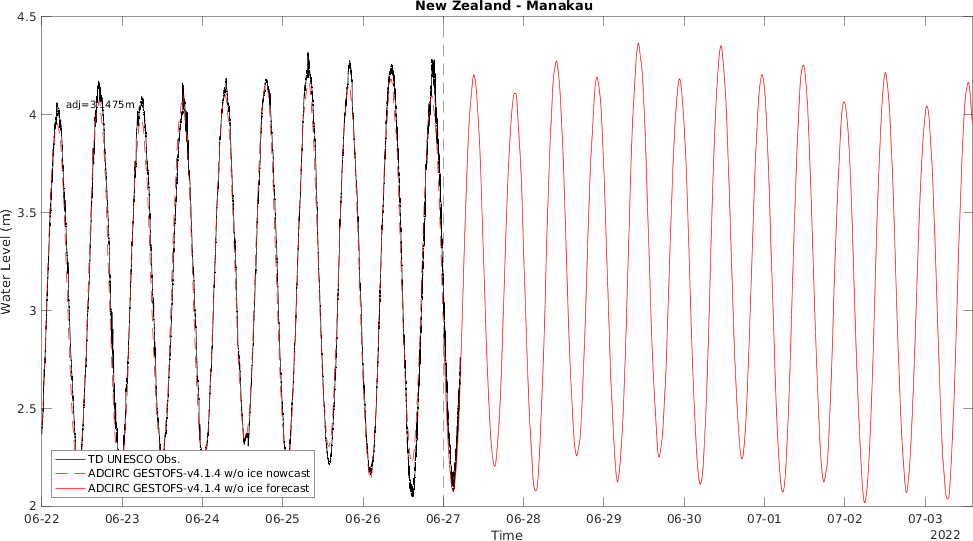 New Zealand - Manakau
4.5
4
3.5
3
2.5
2
Water Level (m)
adj=3.1475m
TD UNESCO Obs.
ADCIRC GESTOFS-v4.1.4 w/o ice nowcast
ADCIRC GESTOFS-v4.1.4 w/o ice forecast
06-22 06-23 06-24 06-25 06-26 06-27 06-28 06-29 06-30 07-01 07-02 07-03
Time
2022